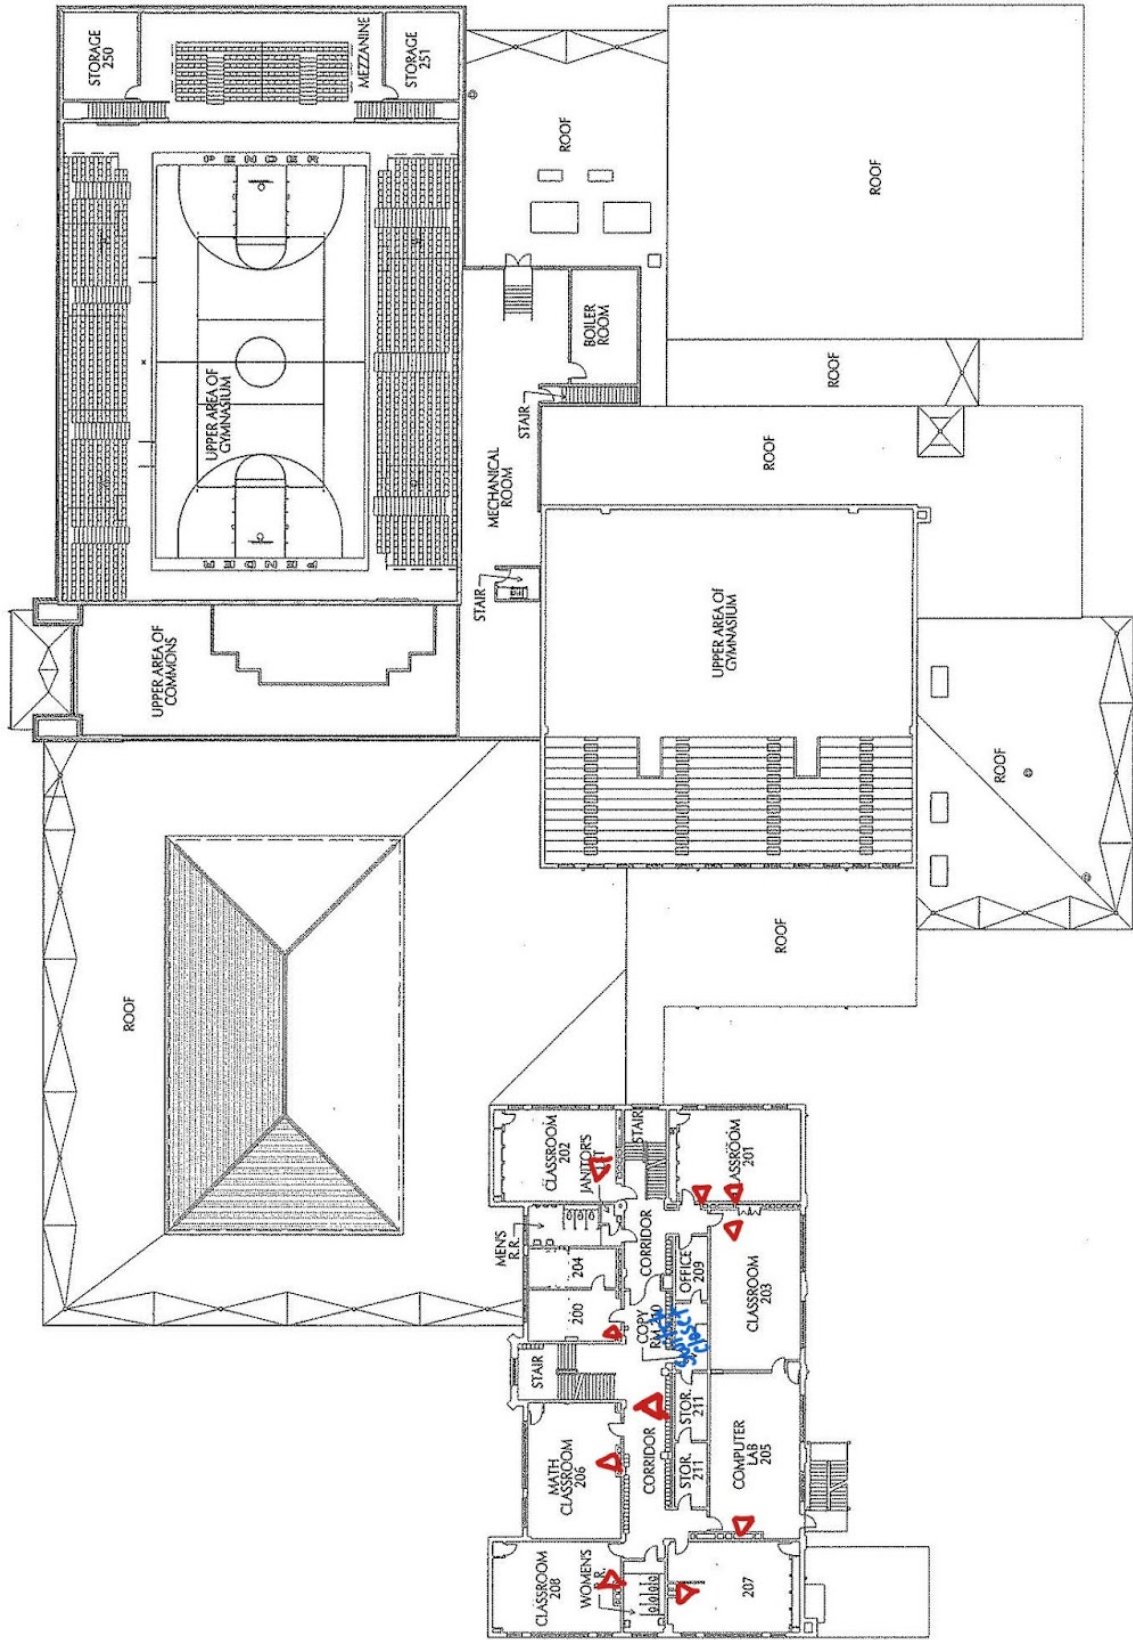 STORAGE
250
MEZZANINE
STORAGE
251
PENDER
UPPER AREA OF
GYMNASIUM
PENDER
ROOF
ROOF
BOILER
ROOM
STAIR
MECHANICAL
ROOM
ROOF
ROOF
STAIR
UPPER AREA OF
COMMONS
UPPER AREA OF
GYMNASIUM
ROOF
ROOF
ROOF
CLASSROOM
202
JANITOR'S
STAIR
CLASSROOM
201
MEN'S
R.R.
204
CORRIDOR
OFFICE
209
CLASSROOM
203
200
COPY
RM.
STAIR
STOR.
211
MATH
CLASSROOM
206
CORRIDOR
STOR.
211
COMPUTER
LAB
205
CLASSROOM
208
WOMEN'S
R.R.
207